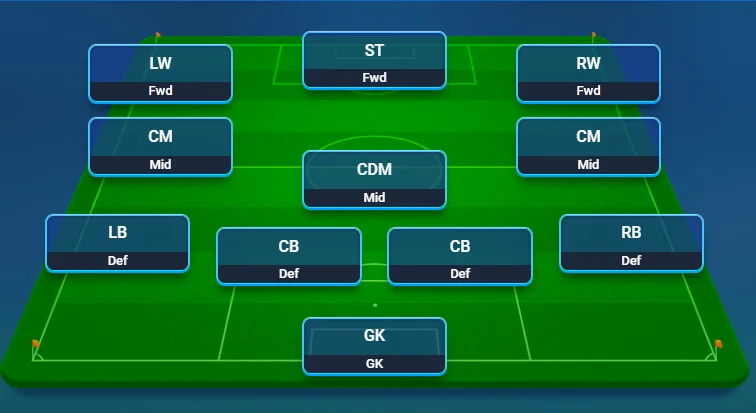 ST
Fwd
LW
Fwd
RW
Fwd
CM
Mid
CM
Mid
CDM
Mid
LB
Def
CB
Def
CB
Def
RB
Def
GK
GK